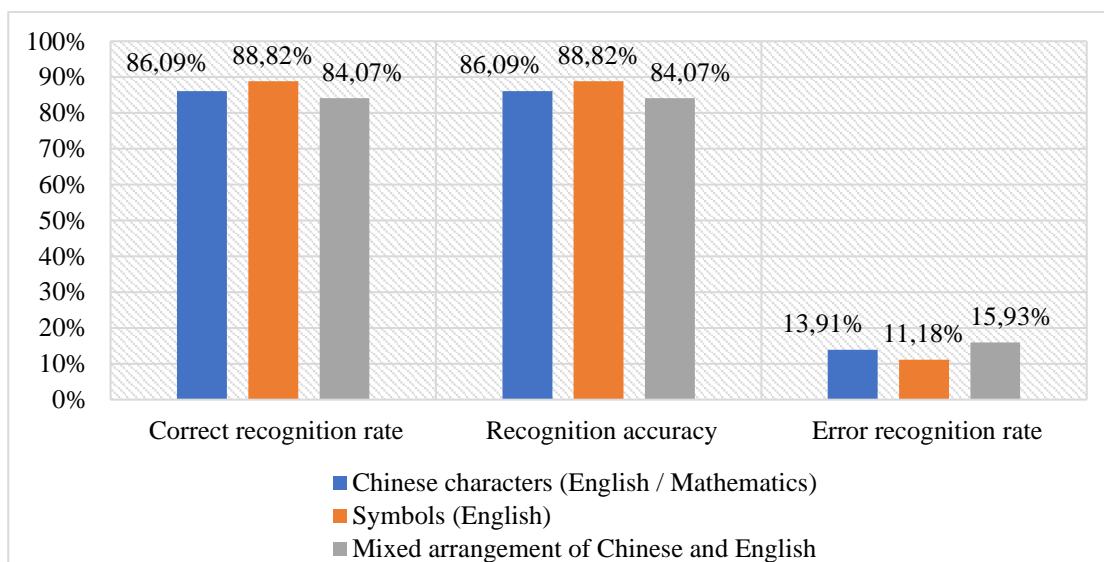 100%
90%
80%
70%
60%
50%
40%
30%
20%
10%
0%
86,09% 88,82% 84,07%
86,09% 88,82% 84,07%
13,91% 11,18% 15,93%
Correct recognition rate
Recognition accuracy
Error recognition rate
Chinese characters (English / Mathematics)
Symbols (English)
Mixed arrangement of Chinese and English